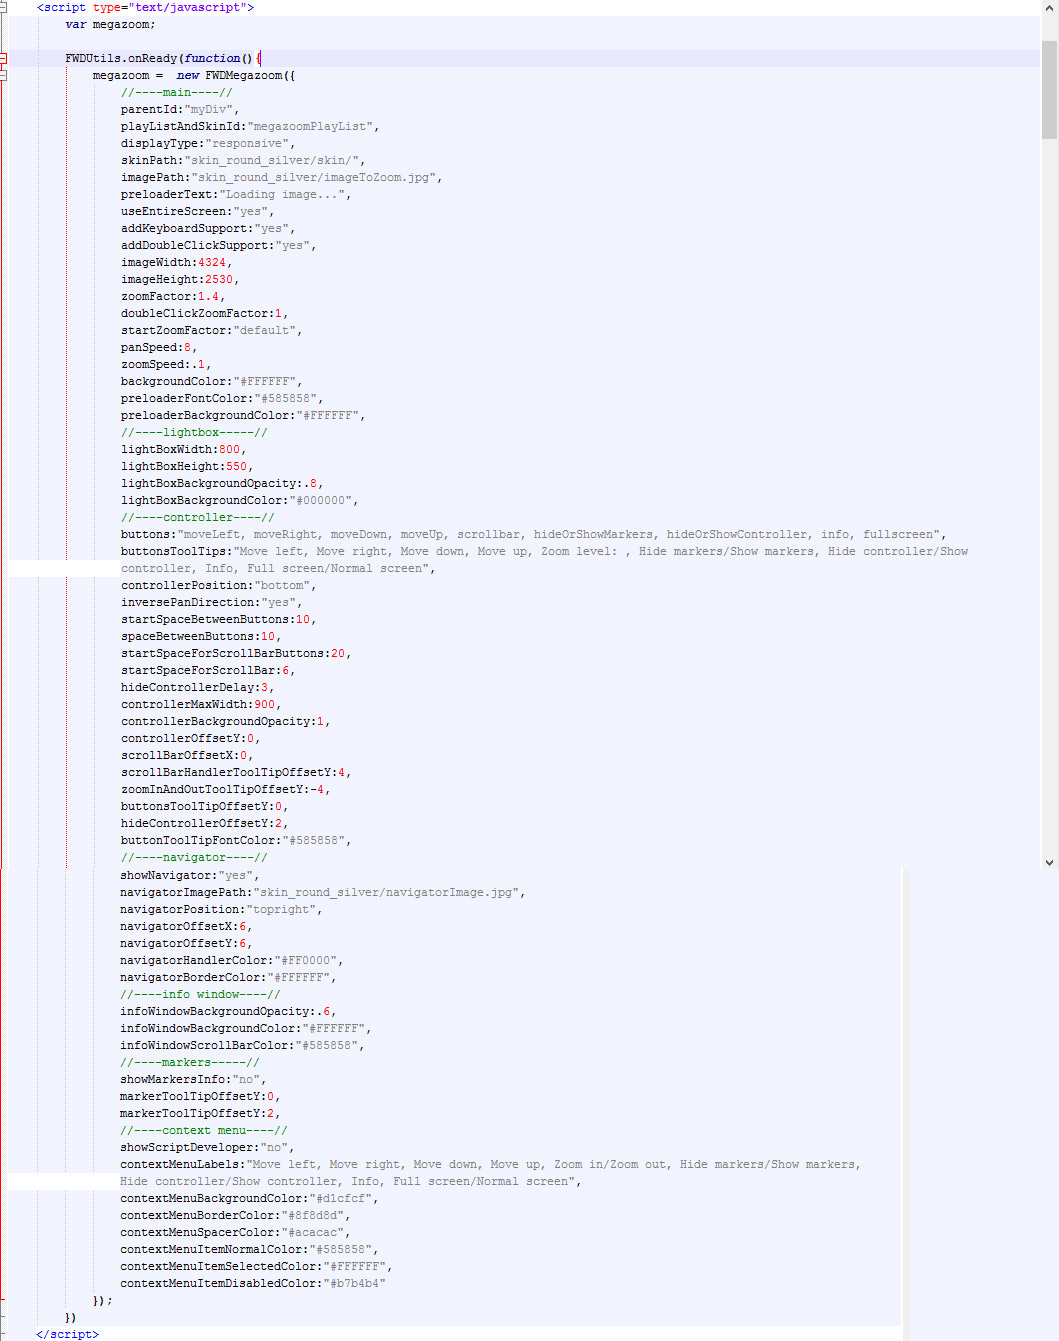 <script type="text/javascript">
var megazoom;
FWDUtils.onReady(function(){
megazoom =  new FWDMegazoom({
//----main----//
parentId:"myDiv",
playListAndSkinId:"megazoomPlayList",
displayType:"responsive",
skinPath:"skin_round_silver/skin/",
imagePath:"skin_round_silver/imageToZoom.jpg",
preloaderText:"Loading image...",
useEntireScreen:"yes",
addKeyboardSupport:"yes",
addDoubleClickSupport:"yes",
imageWidth:4324,
imageHeight:2530,
zoomFactor:1.4,
doubleClickZoomFactor:1,
startZoomFactor:"default",
panSpeed:8,
zoomSpeed:.1,
backgroundColor:"#FFFFFF",
preloaderFontColor:"#585858",
preloaderBackgroundColor:"#FFFFFF",
//----lightbox-----//
lightBoxWidth:800,
lightBoxHeight:550,
lightBoxBackgroundOpacity:.8,
lightBoxBackgroundColor:"#000000",
//----controller----//
buttons:"moveLeft, moveRight, moveDown, moveUp, scrollbar, hideOrShowMarkers, hideOrShowController, info, fullscreen",
buttonsToolTips:"Move left, Move right, Move down, Move up, Zoom level: , Hide markers/Show markers, Hide controller/Show
controller, Info, Full screen/Normal screen",
controllerPosition:"bottom",
inversePanDirection:"yes",
startSpaceBetweenButtons:10,
spaceBetweenButtons:10,
startSpaceForScrollBarButtons:20,
startSpaceForScrollBar:6,
hideControllerDelay:3,
controllerMaxWidth:900,
controllerBackgroundOpacity:1,
controllerOffsetY:0,
scrollBarOffsetX:0,
scrollBarHandlerToolTipOffsetY:4,
zoomInAndOutToolTipOffsetY:-4,
buttonsToolTipOffsetY:0,
hideControllerOffsetY:2,
buttonToolTipFontColor:"#585858",
//----navigator----//
showNavigator:"yes",
navigatorImagePath:"skin_round_silver/navigatorImage.jpg",
navigatorPosition:"topright",
navigatorOffsetX:6,
navigatorOffsetY:6,
navigatorHandlerColor:"#FF0000",
navigatorBorderColor:"#FFFFFF",
//----info window----//
infoWindowBackgroundOpacity:.6,
infoWindowBackgroundColor:"#FFFFFF",
infoWindowScrollBarColor:"#585858",
//----markers-----//
showMarkersInfo:"no",
markerToolTipOffsetY:0,
markerToolTipOffsetY:2,
//----context menu----//
showScriptDeveloper:"no",
contextMenuLabels:"Move left, Move right, Move down, Move up, Zoom in/Zoom out, Hide markers/Show markers,
Hide controller/Show controller, Info, Full screen/Normal screen",
contextMenuBackgroundColor:"#d1cfcf",
contextMenuBorderColor:"#8f8d8d",
contextMenuSpacerColor:"#acacac",
contextMenuItemNormalColor:"#585858",
contextMenuItemSelectedColor:"#FFFFFF",
contextMenuItemDisabledColor:"#b7b4b4"
});
})
</script>